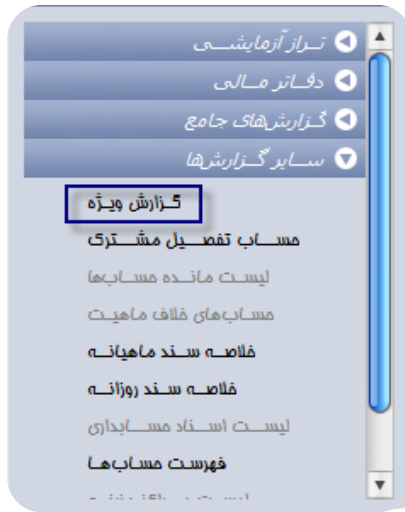 تراز آزمایشی
دفاتر مالی
گزارش‌های جامع
سایر گزارش‌ها
گزارش ویژه
حساب تفصیل مشترک
لیست مانده حساب‌ها
حساب‌های خلاف ماهیت
خلاصه سند ماهیانه
خلاصه سند روزانه
لیست اسناد حسابداری
فهرست حساب‌ها